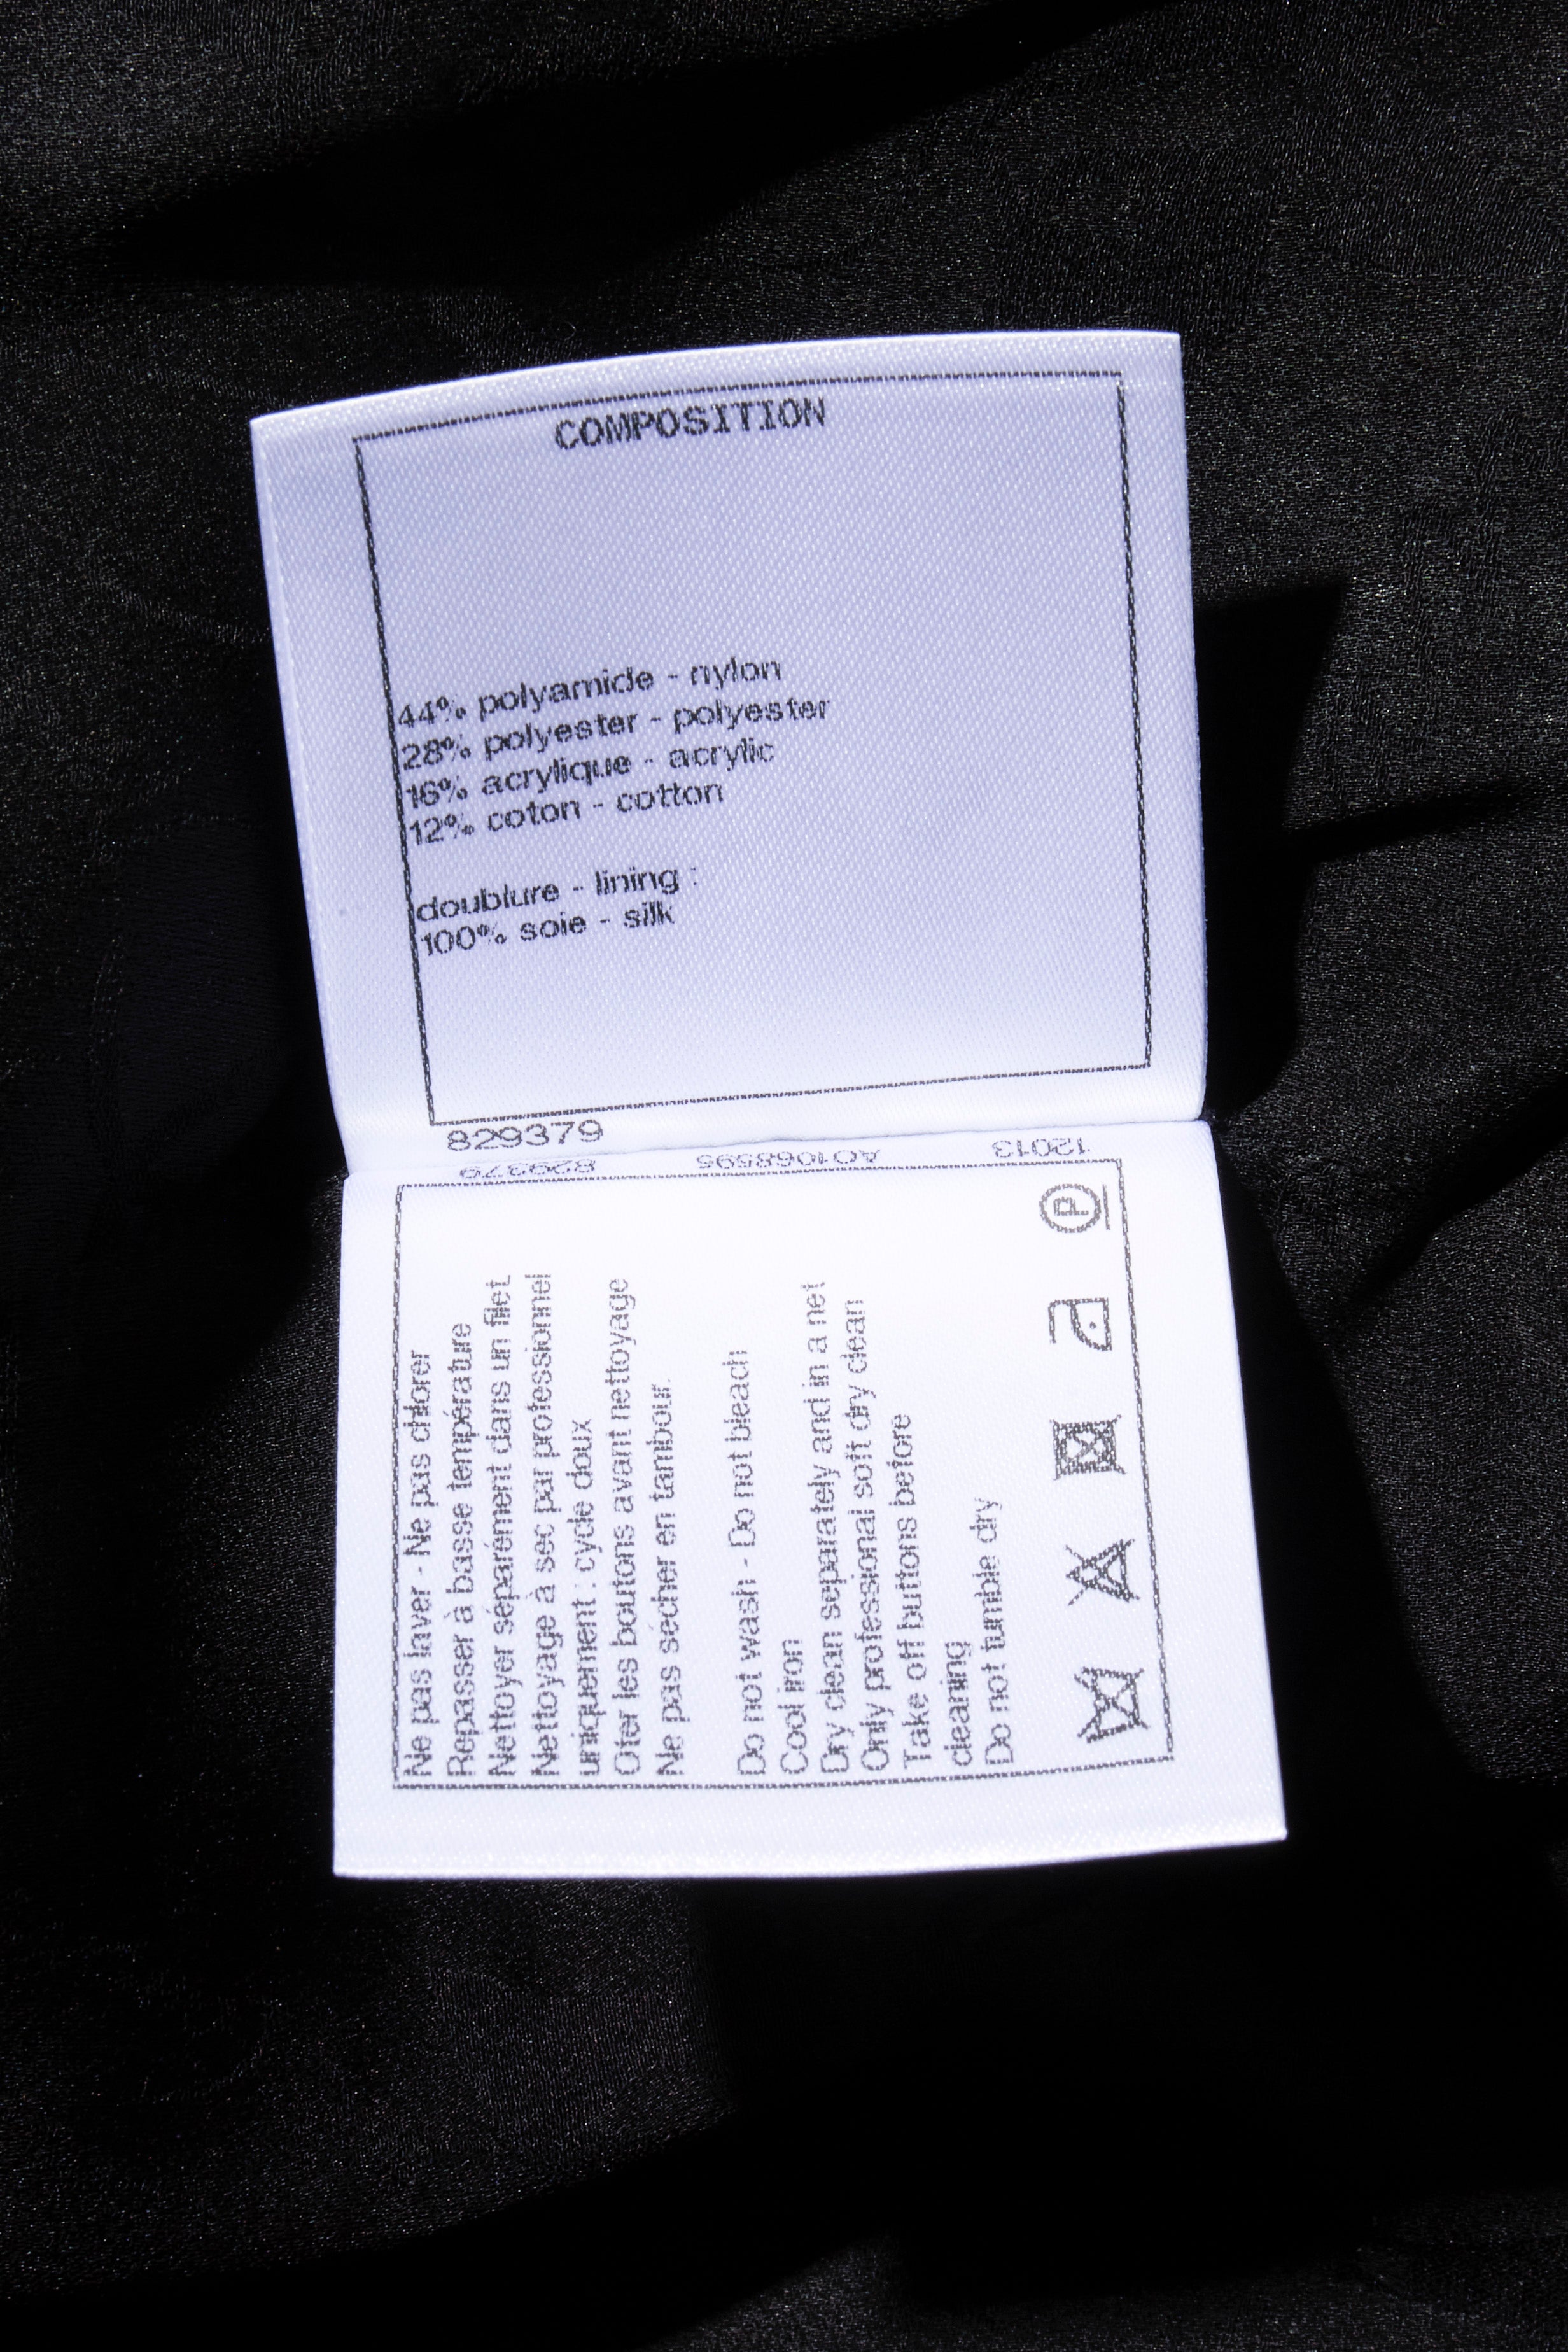 COMPOSITION
44% polyamide - nylon
28% polyester - polyester
16% acrylique - acrylic
12% coton - cotton
doublure - lining :
100% soie - silk
829379
829379 AO1068595 12013
Ne pas laver - Ne pas chlorer
Repasser à basse température
Nettoyer séparément dans un filet
Nettoyage à sec par professionnel
uniquement : cycle doux
Oter les boutons avant nettoyage
Ne pas sécher en tambour.
Do not wash - Do not bleach
Cool iron
Dry clean separately and in a net
Only professional soft dry clean
Take off buttons before
cleaning
Do not tumble dry
P